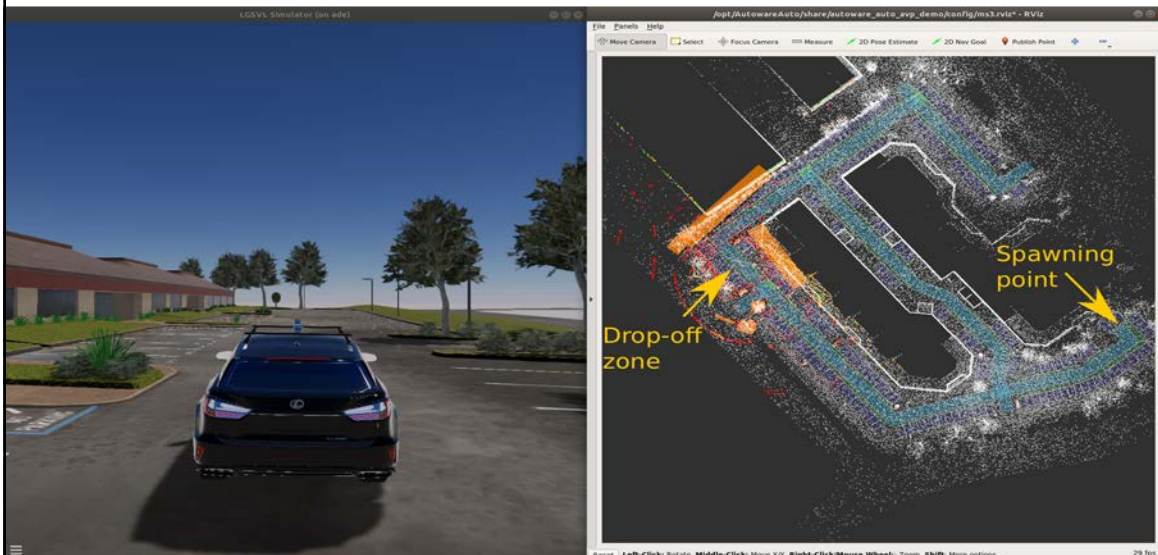 LGSVL Simulator (on ade)
/opt/AutowareAuto/share/autoware_auto_avp_demo/config/ms3.rviz* - RViz
File Panels Help
Move Camera Select Focus Camera Measure 2D Pose Estimate 2D Nav Goal Publish Point
Spawning
point
Drop-off
zone
Reset Left-Click: Rotate. Middle-Click: Move X/Y. Right-Click/Mouse Wheel: Zoom. Shift: More options.
29 fps